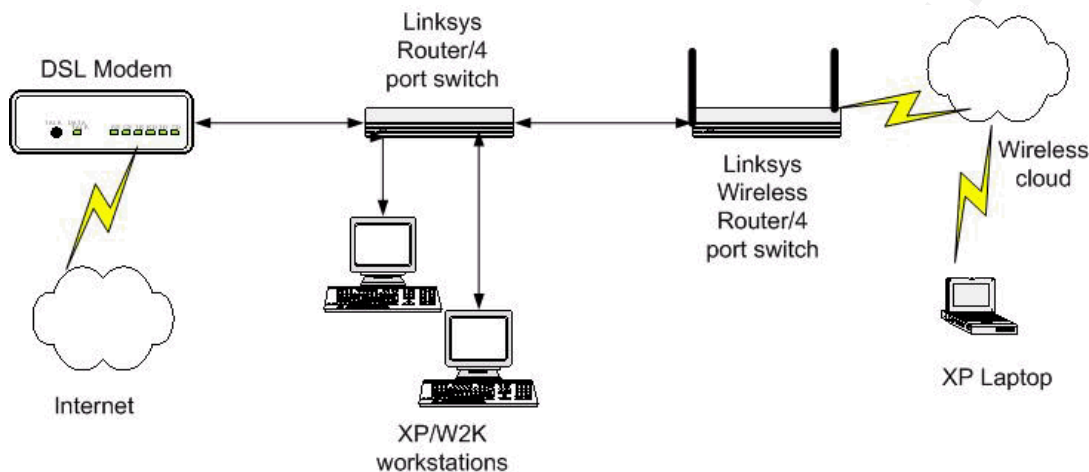 Linksys
Router/4
port switch
DSL Modem
Linksys
Wireless
Router/4
port switch
Wireless
cloud
Internet
XP/W2K
workstations
XP Laptop